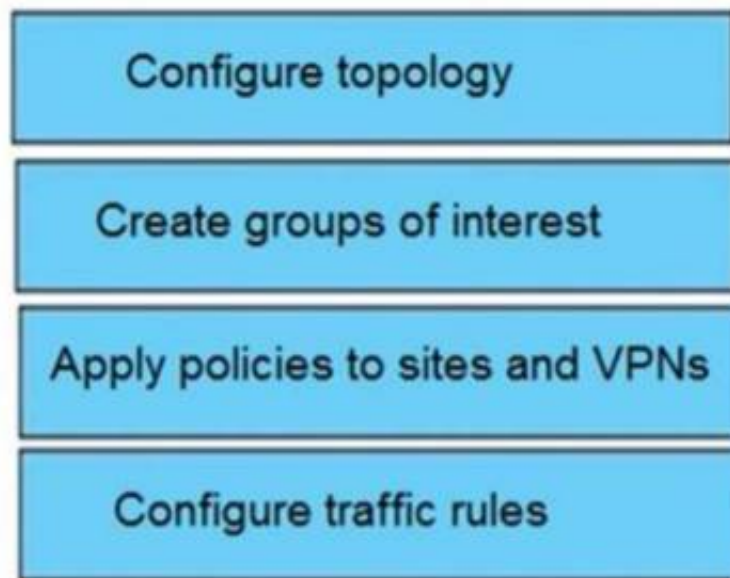 Configure topology
Create groups of interest
Apply policies to sites and VPNs
Configure traffic rules